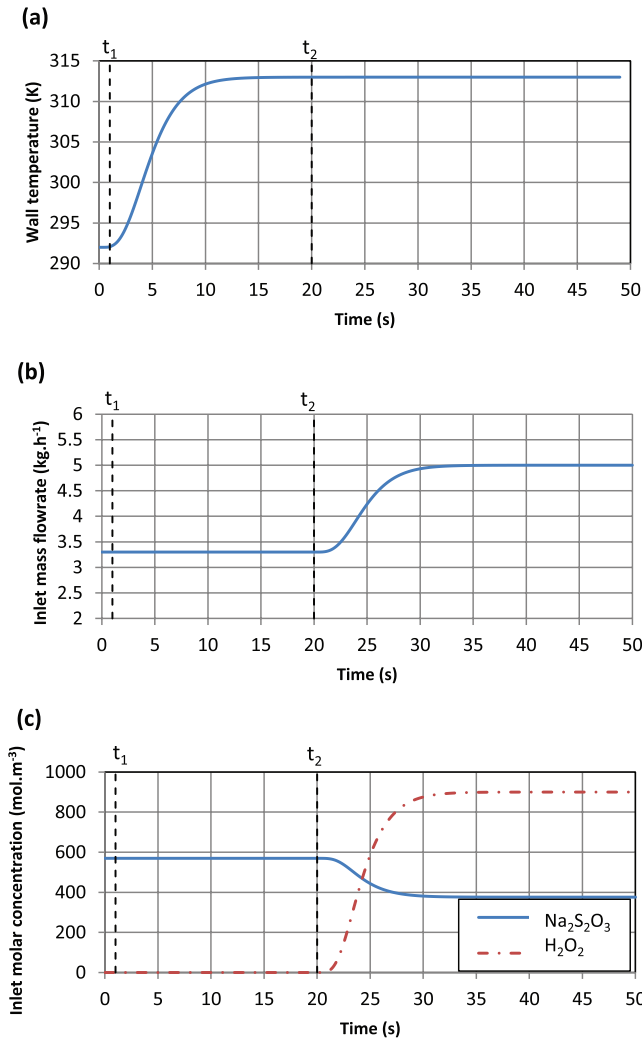 (a)
t₁ t₂
315
310
305
300
295
290
Wall temperature (K)
0 5 10 15 20 25 30 35 40 45 50
Time (s)
(b)
t₁ t₂
6
5.5
5
4.5
4
3.5
3
2.5
2
Inlet mass flowrate (kg.h⁻¹)
0 5 10 15 20 25 30 35 40 45 50
Time (s)
(c)
t₁ t₂
1000
800
600
400
200
0
Inlet molar concentration (mol.m⁻³)
Na₂S₂O₃
H₂O₂
0 5 10 15 20 25 30 35 40 45 50
Time (s)